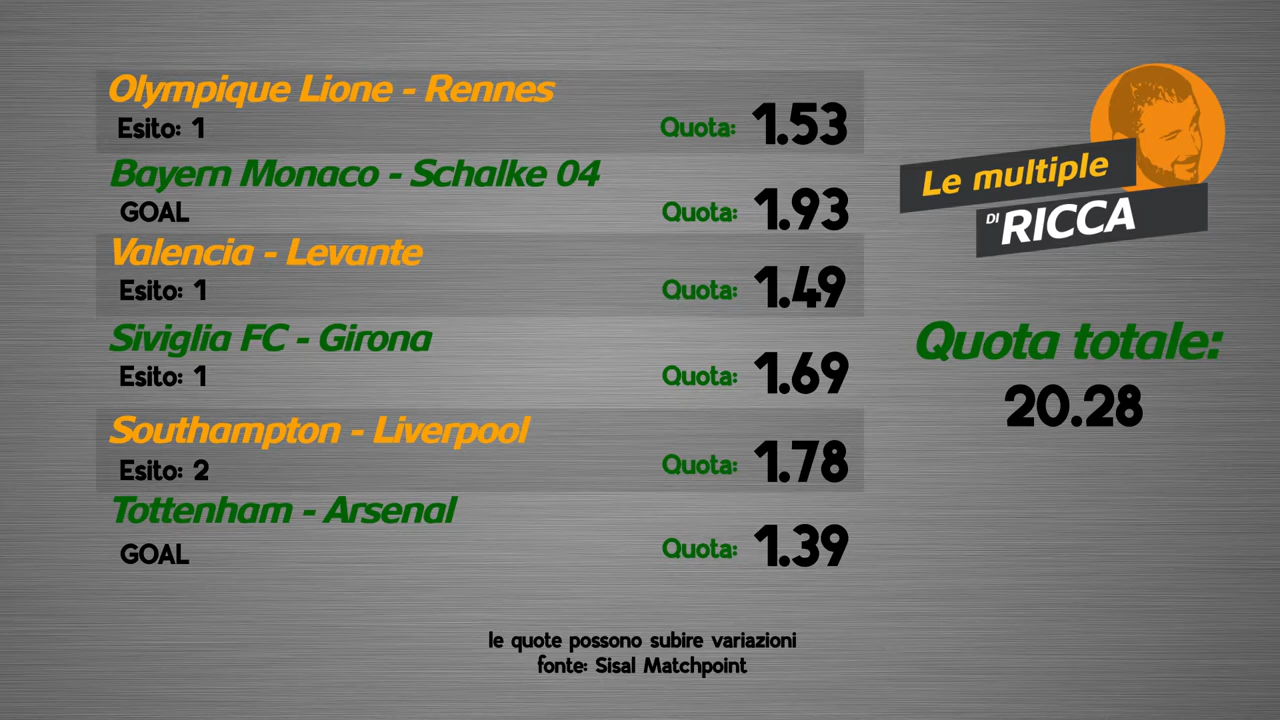 Olympique Lione - Rennes
Esito: 1
Quota: 1.53
Bayern Monaco - Schalke 04
GOAL
Quota: 1.93
Valencia - Levante
Esito: 1
Quota: 1.49
Siviglia FC - Girona
Esito: 1
Quota: 1.69
Southampton - Liverpool
Esito: 2
Quota: 1.78
Tottenham - Arsenal
GOAL
Quota: 1.39
Le multiple
DI RICCA
Quota totale:
20.28
le quote possono subire variazioni
fonte: Sisal Matchpoint